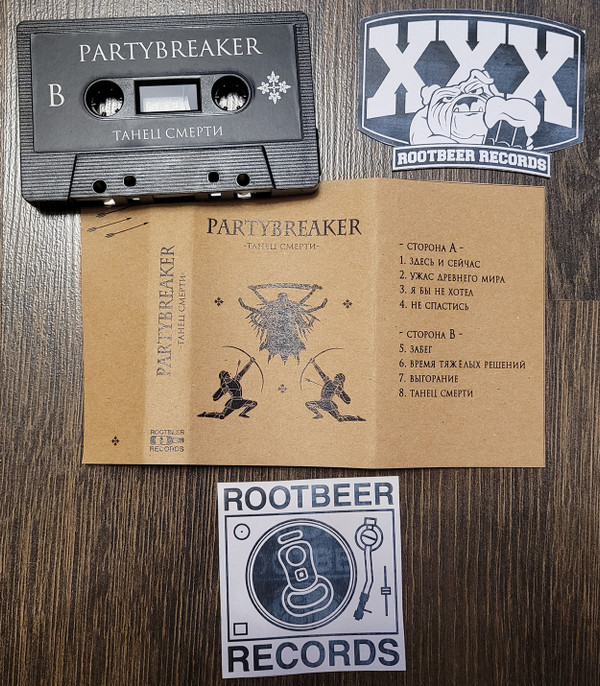 PARTYBREAKER
B
ТАНЕЦ СМЕРТИ
XXX
ROOTBEER RECORDS
PARTYBREAKER
-ТАНЕЦ СМЕРТИ-
ROOTBEER
RECORDS
PARTYBREAKER
-ТАНЕЦ СМЕРТИ-
- СТОРОНА А -
1. ЗДЕСЬ И СЕЙЧАС
2. УЖАС ДРЕВНЕГО МИРА
3. Я БЫ НЕ ХОТЕЛ
4. НЕ СПАСТИСЬ
- СТОРОНА В -
5. ЗАБЕГ
6. ВРЕМЯ ТЯЖЁЛЫХ РЕШЕНИЙ
7. ВЫГОРАНИЕ
8. ТАНЕЦ СМЕРТИ
ROOTBEER
RECORDS